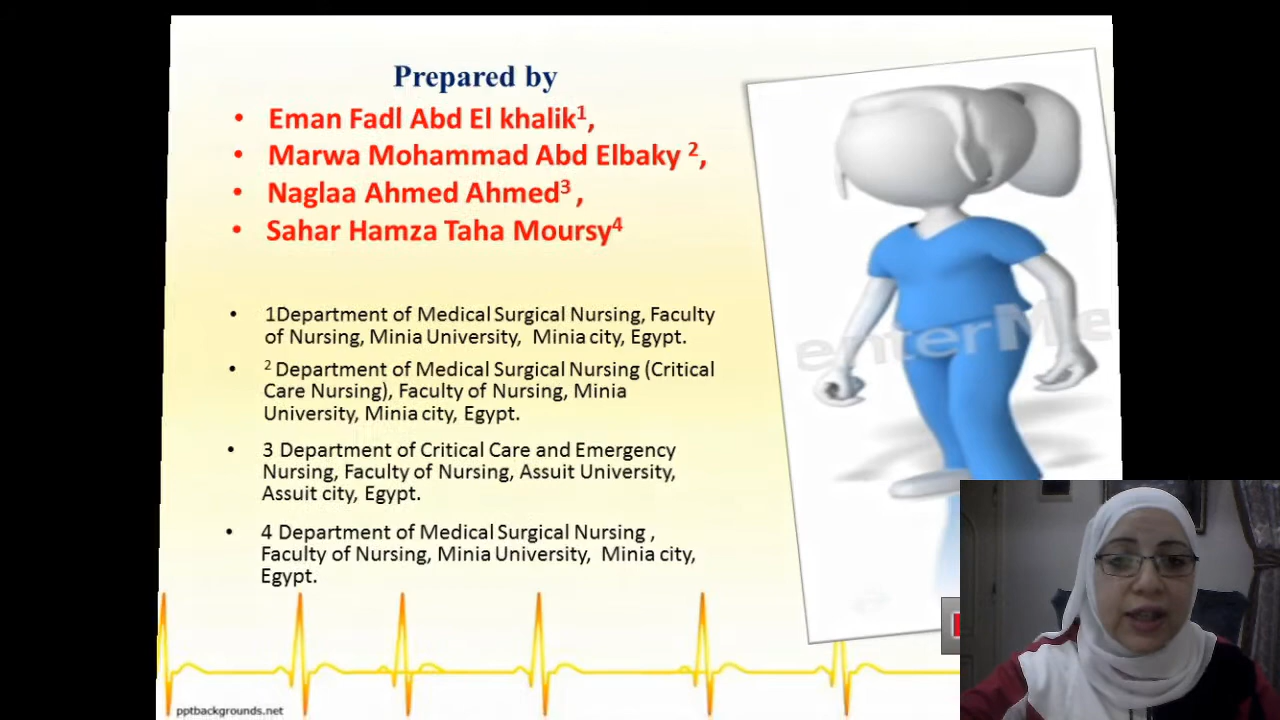 Prepared by
• Eman Fadl Abd El khalik1,
• Marwa Mohammad Abd Elbaky 2,
• Naglaa Ahmed Ahmed3 ,
• Sahar Hamza Taha Moursy4
• 1Department of Medical Surgical Nursing, Faculty
of Nursing, Minia University, Minia city, Egypt.
• 2 Department of Medical Surgical Nursing (Critical
Care Nursing), Faculty of Nursing, Minia
University, Minia city, Egypt.
• 3 Department of Critical Care and Emergency
Nursing, Faculty of Nursing, Assuit University,
Assuit city, Egypt.
• 4 Department of Medical Surgical Nursing ,
Faculty of Nursing, Minia University, Minia city,
Egypt.
enterMe
pptbackgrounds.net